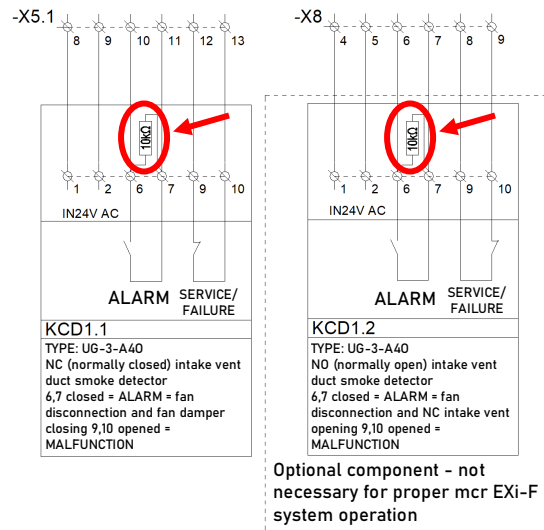 -X5.1
8 9 10 11 12 13
10kΩ
1 2 6 7 9 10
IN24V AC
ALARM
SERVICE/
FAILURE
KCD1.1
TYPE: UG-3-A40
NC (normally closed) intake vent
duct smoke detector
6,7 closed = ALARM = fan
disconnection and fan damper
closing 9,10 opened =
MALFUNCTION
-X8
4 5 6 7 8 9
10kΩ
1 2 6 7 9 10
IN24V AC
ALARM
SERVICE/
FAILURE
KCD1.2
TYPE: UG-3-A40
NO (normally open) intake vent
duct smoke detector
6,7 closed = ALARM = fan
disconnection and NC intake vent
opening 9,10 opened =
MALFUNCTION
Optional component - not
necessary for proper mcr EXi-F
system operation